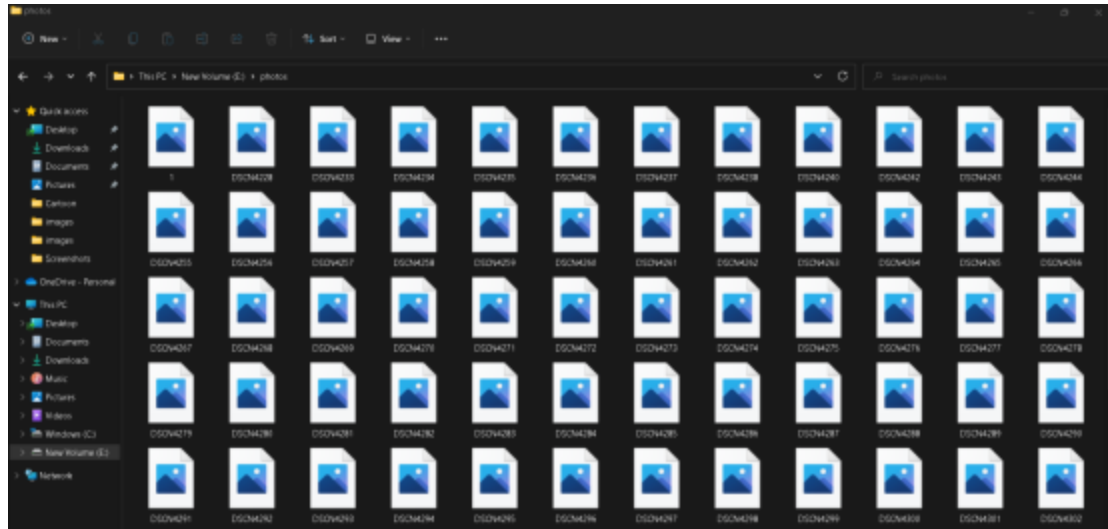 photos
New
Sort
View
This PC > New Volume (E:) > photos
Search photos
Quick access
Desktop
Downloads
Documents
Pictures
Cartoon
images
images
Screenshots
OneDrive - Personal
This PC
Desktop
Documents
Downloads
Music
Pictures
Videos
Windows (C:)
New Volume (E:)
Network
1 DSCN4228 DSCN4233 DSCN4234 DSCN4235 DSCN4236 DSCN4237 DSCN4238 DSCN4240 DSCN4242 DSCN4243 DSCN4244
DSCN4255 DSCN4256 DSCN4257 DSCN4258 DSCN4259 DSCN4260 DSCN4261 DSCN4262 DSCN4263 DSCN4264 DSCN4265 DSCN4266
DSCN4267 DSCN4268 DSCN4269 DSCN4270 DSCN4271 DSCN4272 DSCN4273 DSCN4274 DSCN4275 DSCN4276 DSCN4277 DSCN4278
DSCN4279 DSCN4280 DSCN4281 DSCN4282 DSCN4283 DSCN4284 DSCN4285 DSCN4286 DSCN4287 DSCN4288 DSCN4289 DSCN4290
DSCN4291 DSCN4292 DSCN4293 DSCN4294 DSCN4295 DSCN4296 DSCN4297 DSCN4298 DSCN4299 DSCN4300 DSCN4301 DSCN4302